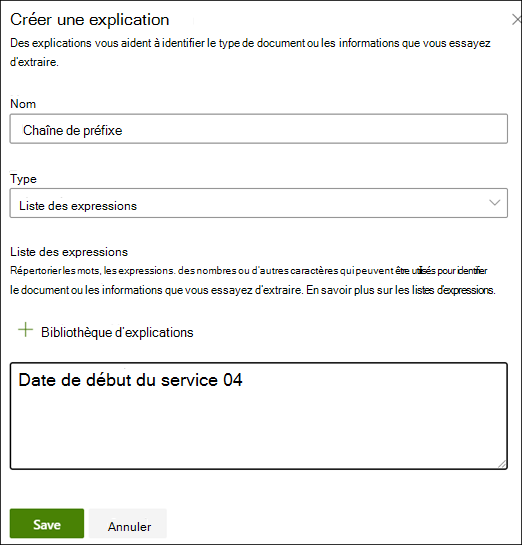 Créer une explication
Des explications vous aident à identifier le type de document ou les informations que vous essayez
d'extraire.
Nom
Chaîne de préfixe
Type
Liste des expressions
Liste des expressions
Répertorier les mots, les expressions. des nombres ou d'autres caractères qui peuvent être utilisés pour identifier
le document ou les informations que vous essayez d'extraire. En savoir plus sur les listes d'expressions.
Bibliothèque d'explications
Date de début du service 04
Save Annuler